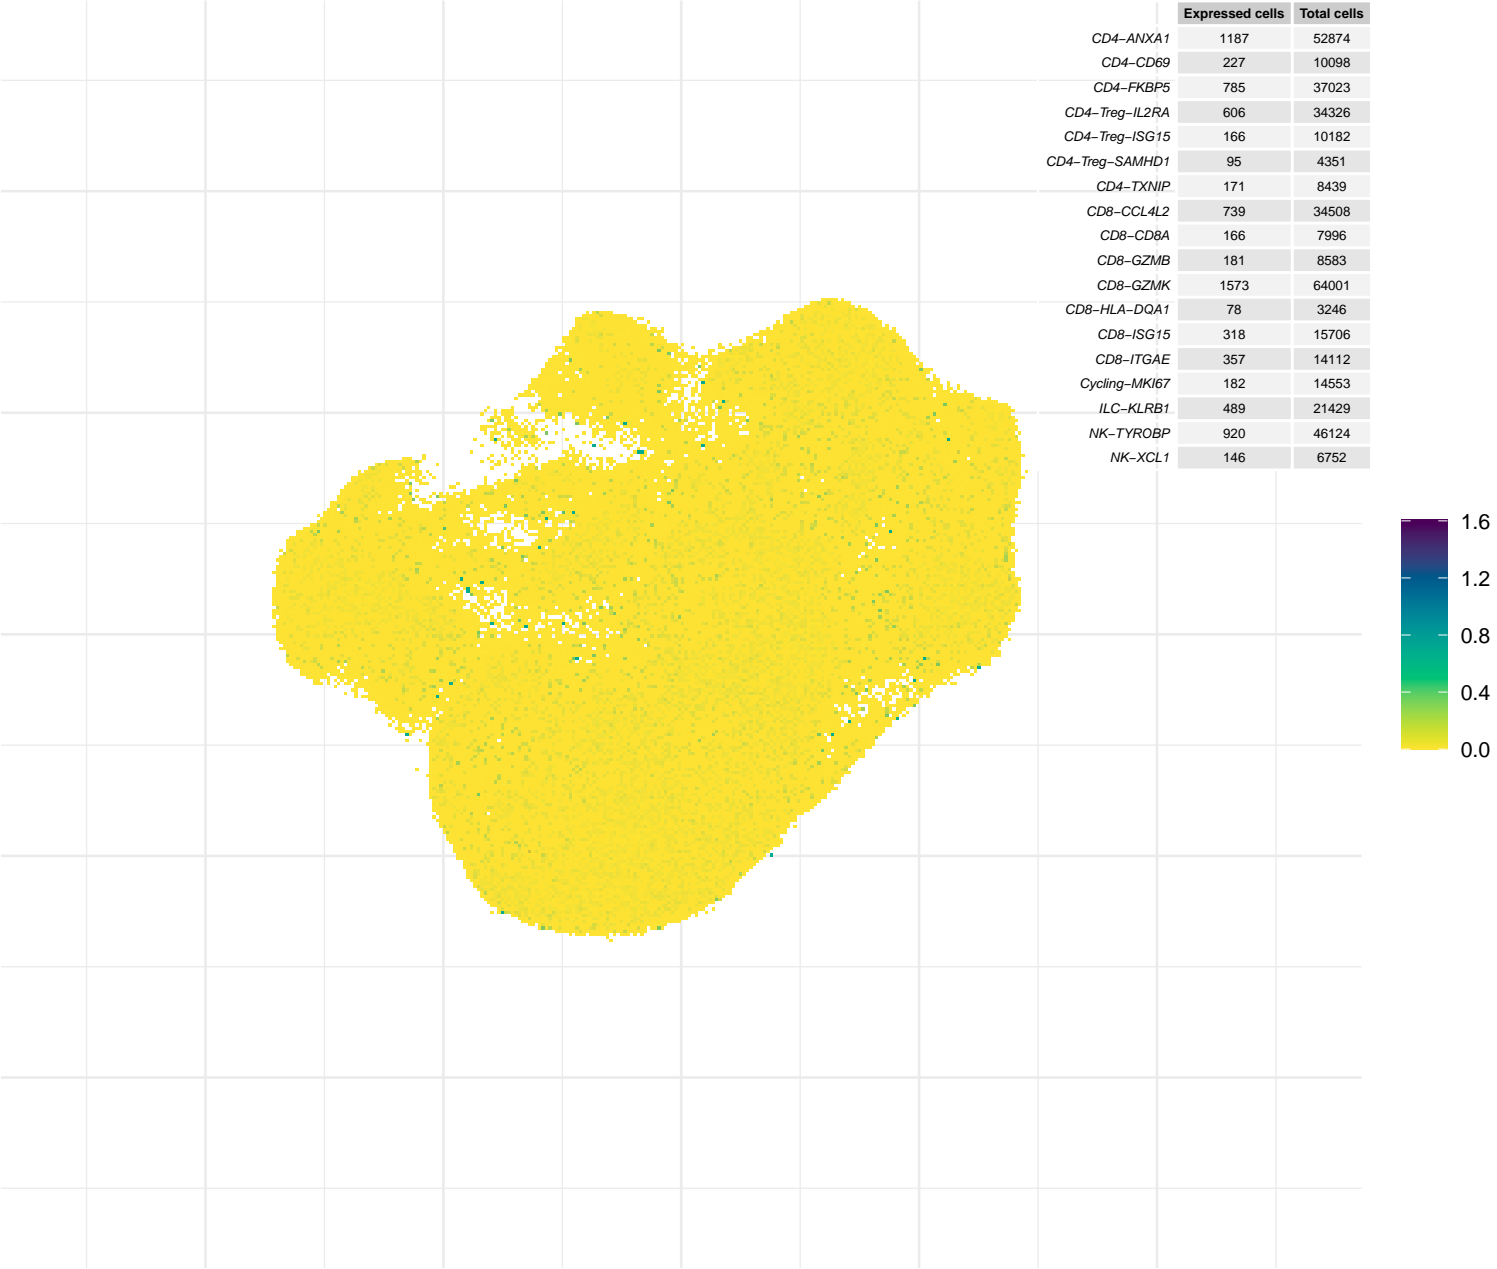 Expressed cells Total cells
CD4−ANXA1 1187 52874
CD4−CD69 227 10098
CD4−FKBP5 785 37023
CD4−Treg−IL2RA 606 34326
CD4−Treg−ISG15 166 10182
CD4−Treg−SAMHD1 95 4351
CD4−TXNIP 171 8439
CD8−CCL4L2 739 34508
CD8−CD8A 166 7996
CD8−GZMB 181 8583
CD8−GZMK 1573 64001
CD8−HLA−DQA1 78 3246
CD8−ISG15 318 15706
CD8−ITGAE 357 14112
Cycling−MKI67 182 14553
ILC−KLRB1 489 21429
NK−TYROBP 920 46124
NK−XCL1 146 6752
1.6
1.2
0.8
0.4
0.0